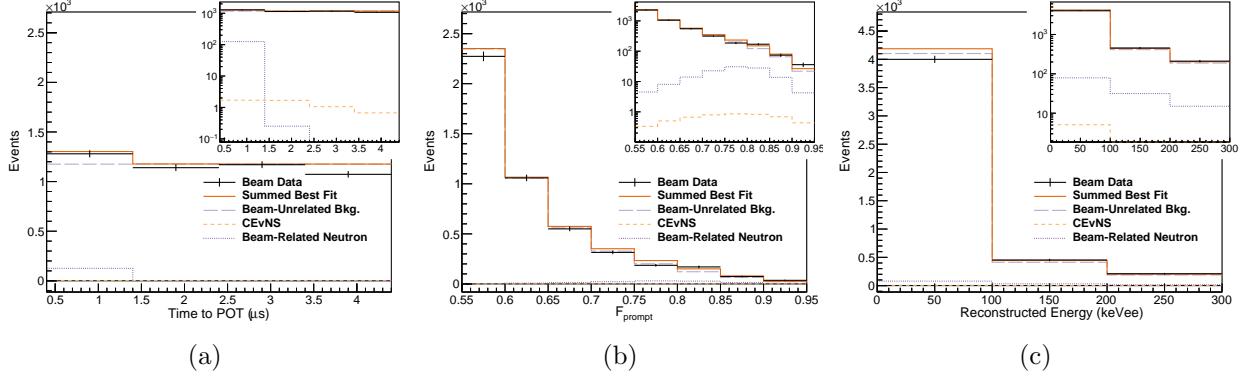 ×10³
2.5
2
1.5
1
0.5
0
Events
10³
10²
10
1
10⁻¹
0.5 1 1.5 2 2.5 3 3.5 4
Beam Data
Summed Best Fit
Beam-Unrelated Bkg.
CEvNS
Beam-Related Neutron
0.5 1 1.5 2 2.5 3 3.5 4
Time to POT (μs)
(a)
×10³
2.5
2
1.5
1
0.5
0
Events
10³
10²
10
1
0.55 0.6 0.65 0.7 0.75 0.8 0.85 0.9 0.95
Beam Data
Summed Best Fit
Beam-Unrelated Bkg.
CEvNS
Beam-Related Neutron
0.55 0.6 0.65 0.7 0.75 0.8 0.85 0.9 0.95
F prompt
(b)
×10³
4.5
4
3.5
3
2.5
2
1.5
1
0.5
0
Events
10³
10²
10
0 50 100 150 200 250 300
Beam Data
Summed Best Fit
Beam-Unrelated Bkg.
CEvNS
Beam-Related Neutron
0 50 100 150 200 250 300
Reconstructed Energy (keVee)
(c)